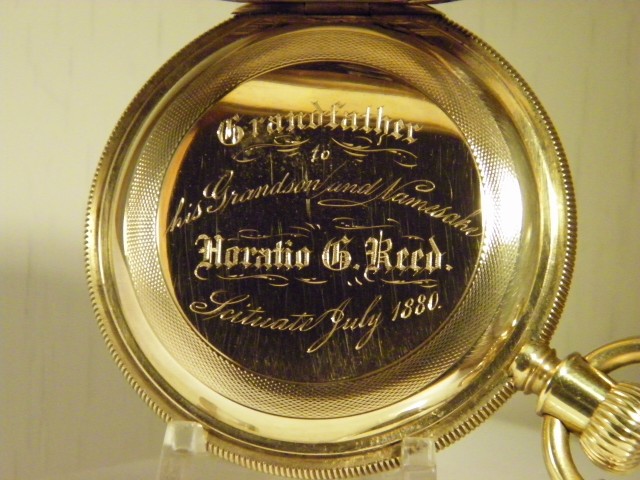 Grandfather
to
his Grandson and Namesake
Horatio G. Reed.
Scituate July 1880.